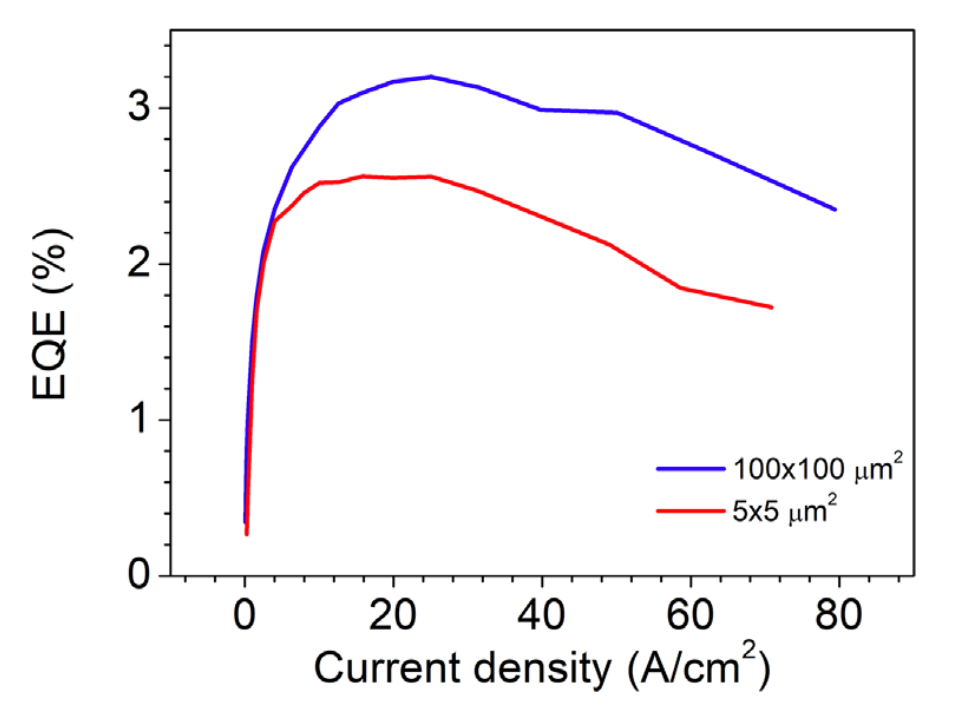 EQE (%)
3
2
1
0
0 20 40 60 80
Current density (A/cm²)
100x100 μm²
5x5 μm²